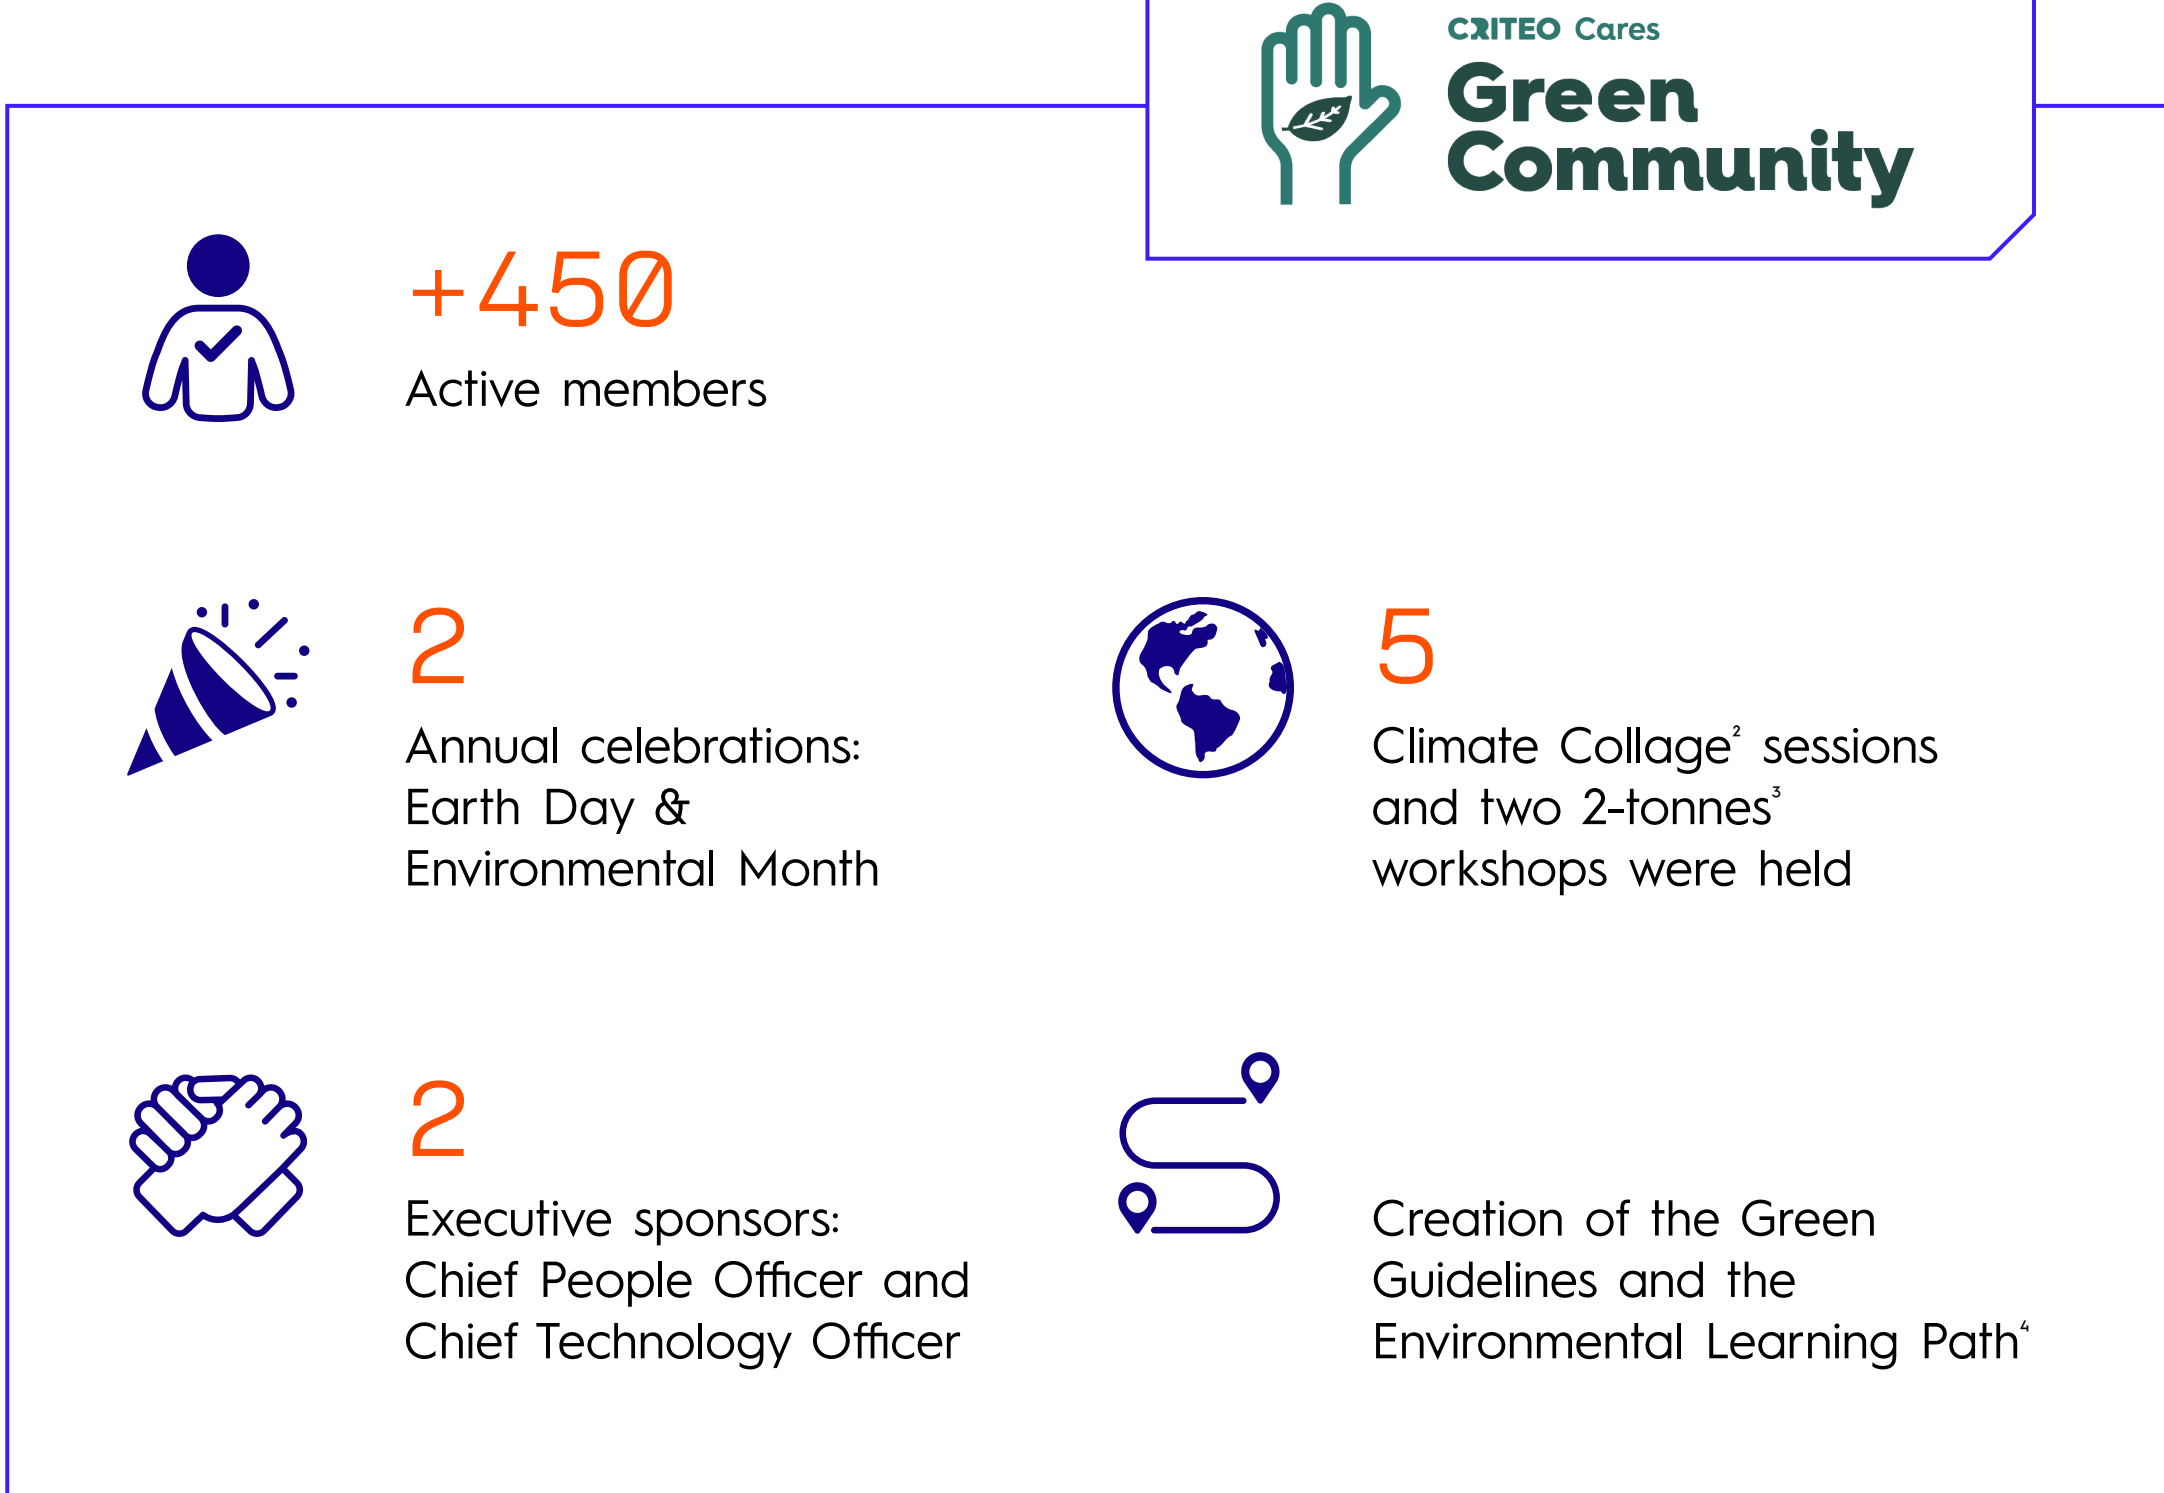 CRITEO Cares
Green
Community
+450
Active members
2
Annual celebrations:
Earth Day &
Environmental Month
5
Climate Collage² sessions
and two 2-tonnes³
workshops were held
2
Executive sponsors:
Chief People Officer and
Chief Technology Officer
Creation of the Green
Guidelines and the
Environmental Learning Path⁴